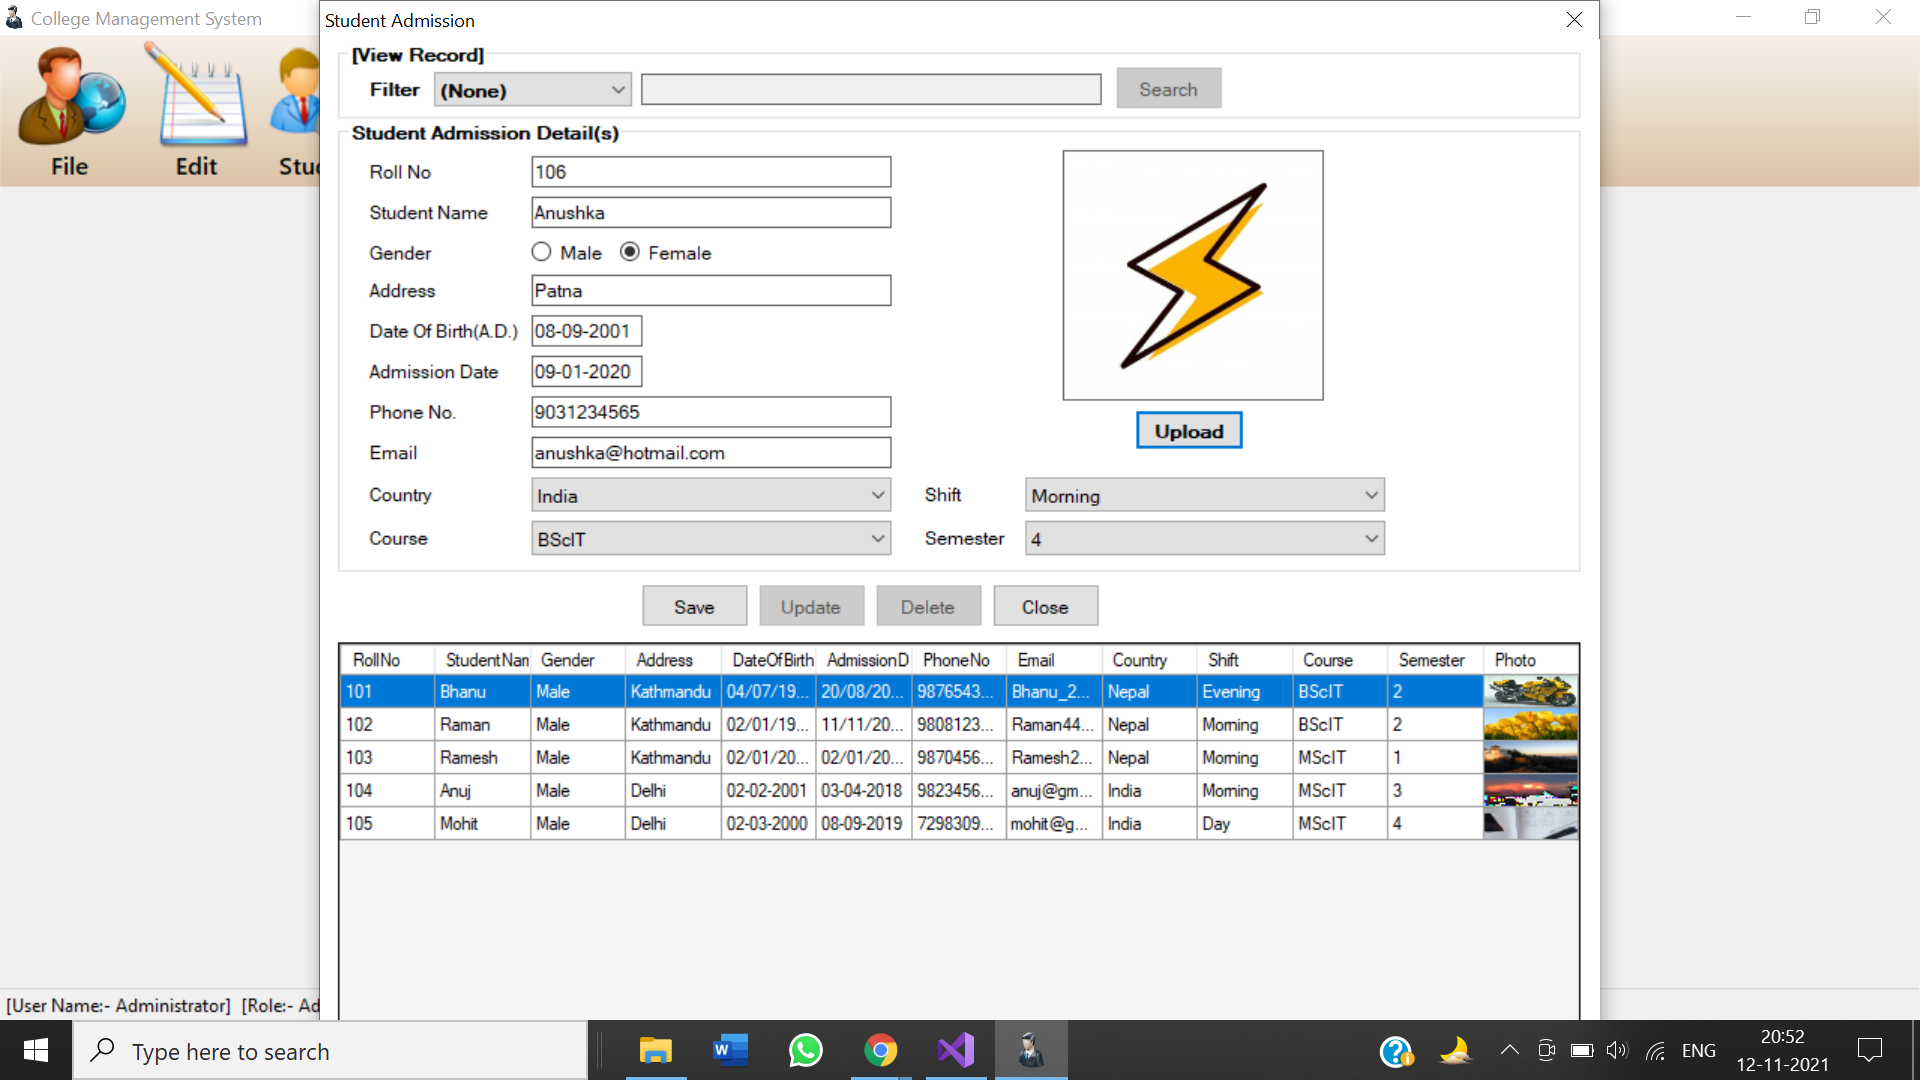 College Management System
Student Admission
[View Record]
Filter (None) Search
File Edit Stuc
Student Admission Detail(s)
Roll No 106
Student Name Anushka
Gender Male Female
Address Patna
Date Of Birth(A.D.) 08-09-2001
Admission Date 09-01-2020
Phone No. 9031234565
Upload
Email anushka@hotmail.com
Country India Shift Morning
Course BScIT Semester 4
Save Update Delete Close
RollNo StudentNan Gender Address DateOfBirth AdmissionD PhoneNo Email Country Shift Course Semester Photo
101 Bhanu Male Kathmandu 04/07/19... 20/08/20... 9876543... Bhanu_2... Nepal Evening BScIT 2
102 Raman Male Kathmandu 02/01/19... 11/11/20... 9808123... Raman44... Nepal Morning BScIT 2
103 Ramesh Male Kathmandu 02/01/20... 02/01/20... 9870456... Ramesh2... Nepal Morning MScIT 1
104 Anuj Male Delhi 02-02-2001 03-04-2018 9823456... anuj@gm... India Morning MScIT 3
105 Mohit Male Delhi 02-03-2000 08-09-2019 7298309... mohit@g... India Day MScIT 4
[User Name:- Administrator] [Role:- Ad
Type here to search
ENG
20:52
12-11-2021